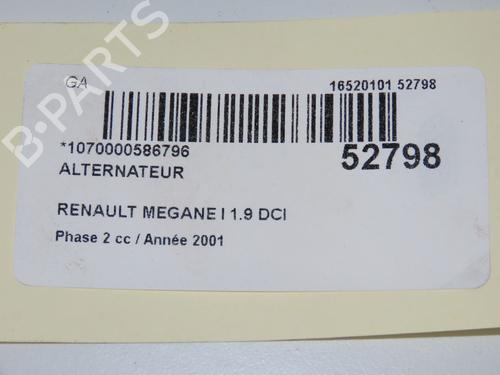 GA 16520101 52798
*1070000586796 52798
ALTERNATEUR
RENAULT MEGANE I 1.9 DCI
Phase 2 cc / Année 2001
B-PARTS